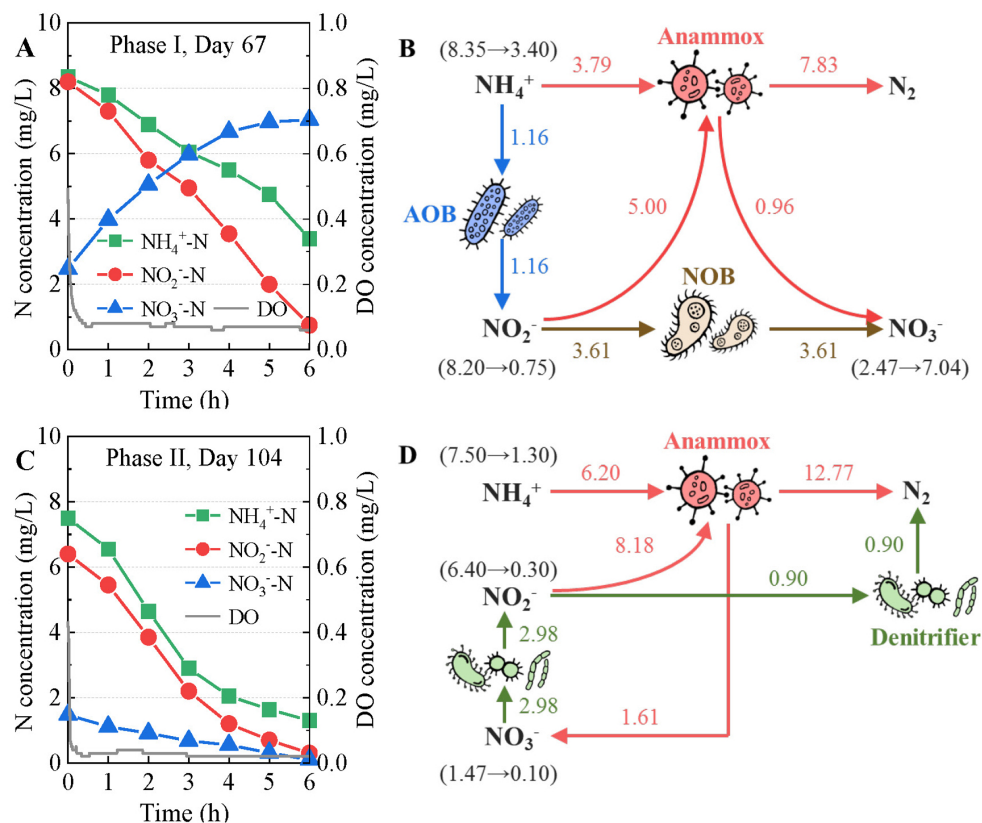 A
Phase I, Day 67
N concentration (mg/L)
DO concentration (mg/L)
10
8
6
4
2
0
1.0
0.8
0.6
0.4
0.2
0.0
NH₄⁺-N
NO₂⁻-N
NO₃⁻-N
DO
0 1 2 3 4 5 6
Time (h)
B
(8.35→3.40)
NH₄⁺
3.79
Anammox
7.83
N₂
1.16
AOB
1.16
5.00
0.96
NOB
NO₂⁻
3.61
3.61
NO₃⁻
(8.20→0.75)
(2.47→7.04)
C
Phase II, Day 104
N concentration (mg/L)
DO concentration (mg/L)
10
8
6
4
2
0
1.0
0.8
0.6
0.4
0.2
0.0
NH₄⁺-N
NO₂⁻-N
NO₃⁻-N
DO
0 1 2 3 4 5 6
Time (h)
D
(7.50→1.30)
NH₄⁺
6.20
Anammox
12.77
N₂
8.18
(6.40→0.30)
NO₂⁻
0.90
0.90
Denitrifier
2.98
2.98
NO₃⁻
1.61
(1.47→0.10)